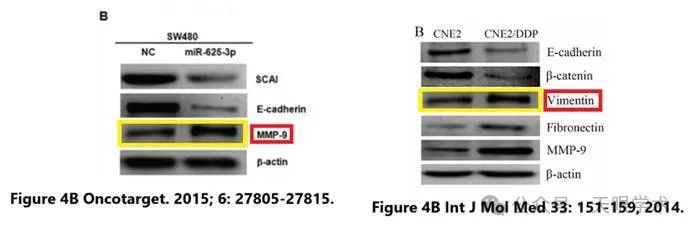 B
SW480
NC miR-625-3p
SCAI
E-cadherin
MMP-9
β-actin
Figure 4B Oncotarget. 2015; 6: 27805-27815.
B CNE2 CNE2/DDP
E-cadherin
β-catenin
Vimentin
Fibronectin
MMP-9
β-actin
Figure 4B Int J Mol Med 33: 151-159, 2014.